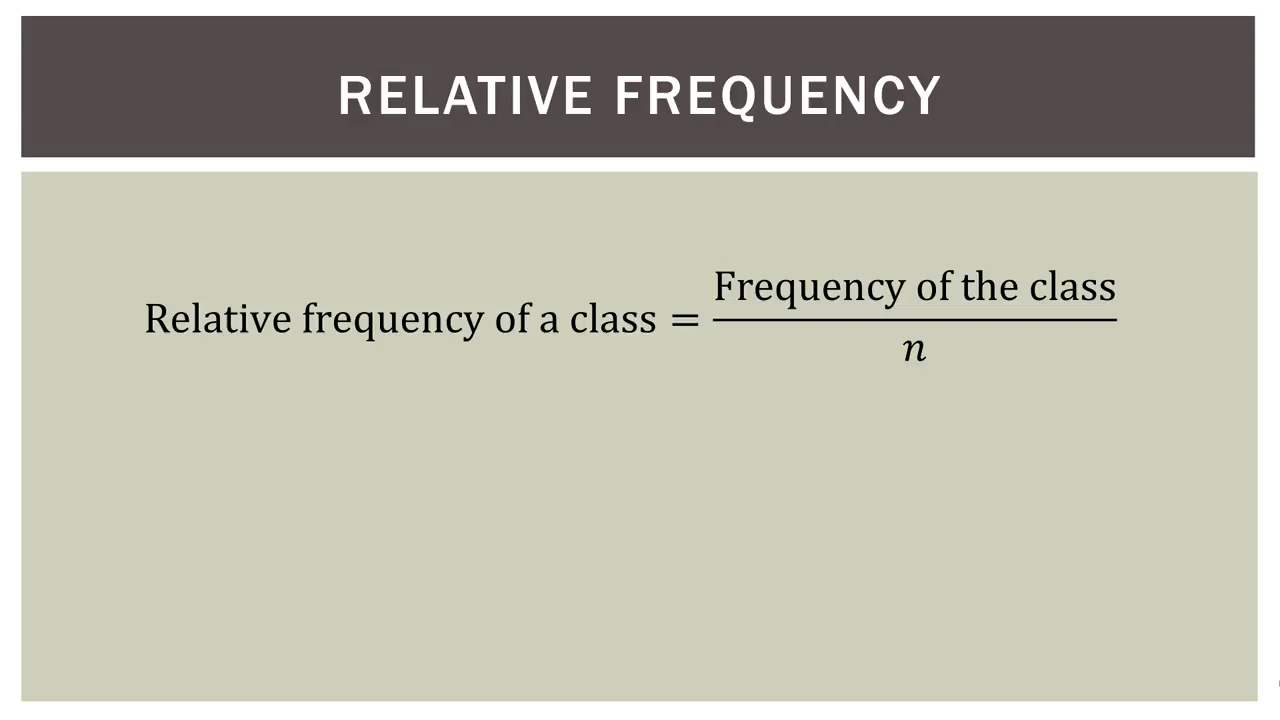 RELATIVE FREQUENCY
Relative frequency of a class = Frequency of the class / n